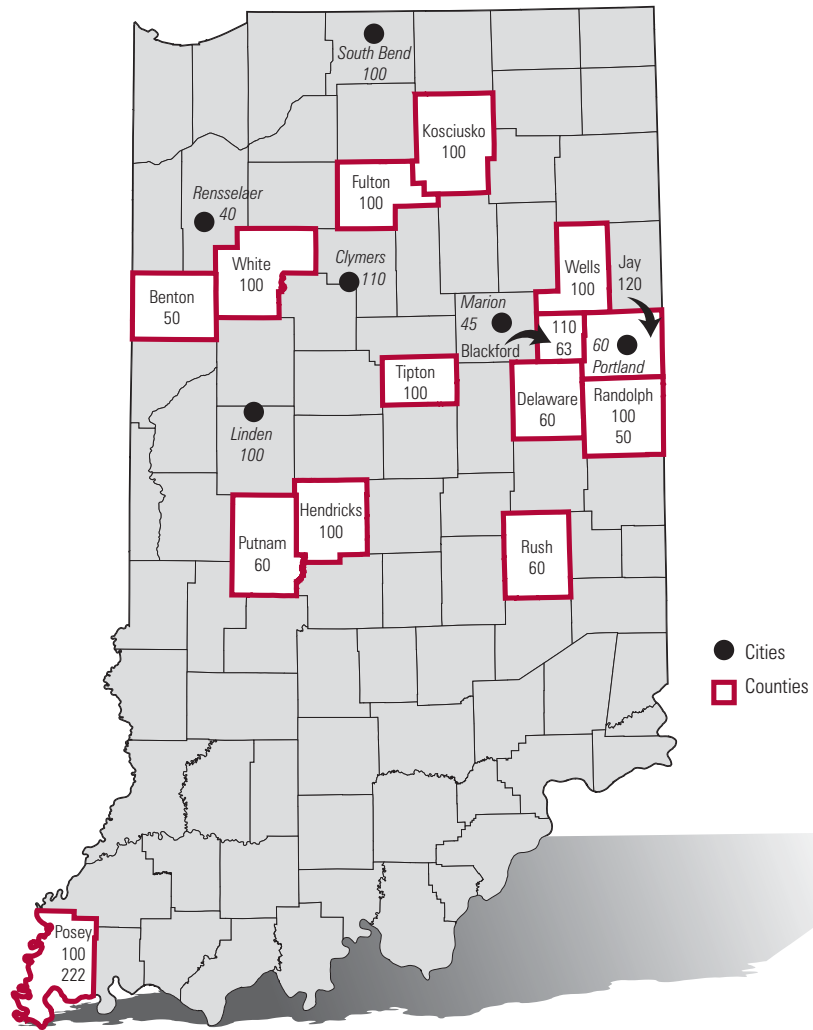 South Bend
100
Kosciusko
100
Fulton
100
Rensselaer
40
White
100
Clymers
110
Benton
50
Wells
100
Jay
120
Marion
45
Blackford
110
63
60
Portland
Tipton
100
Delaware
60
Randolph
100
50
Linden
100
Hendricks
100
Putnam
60
Rush
60
Cities
Counties
Posey
100
222